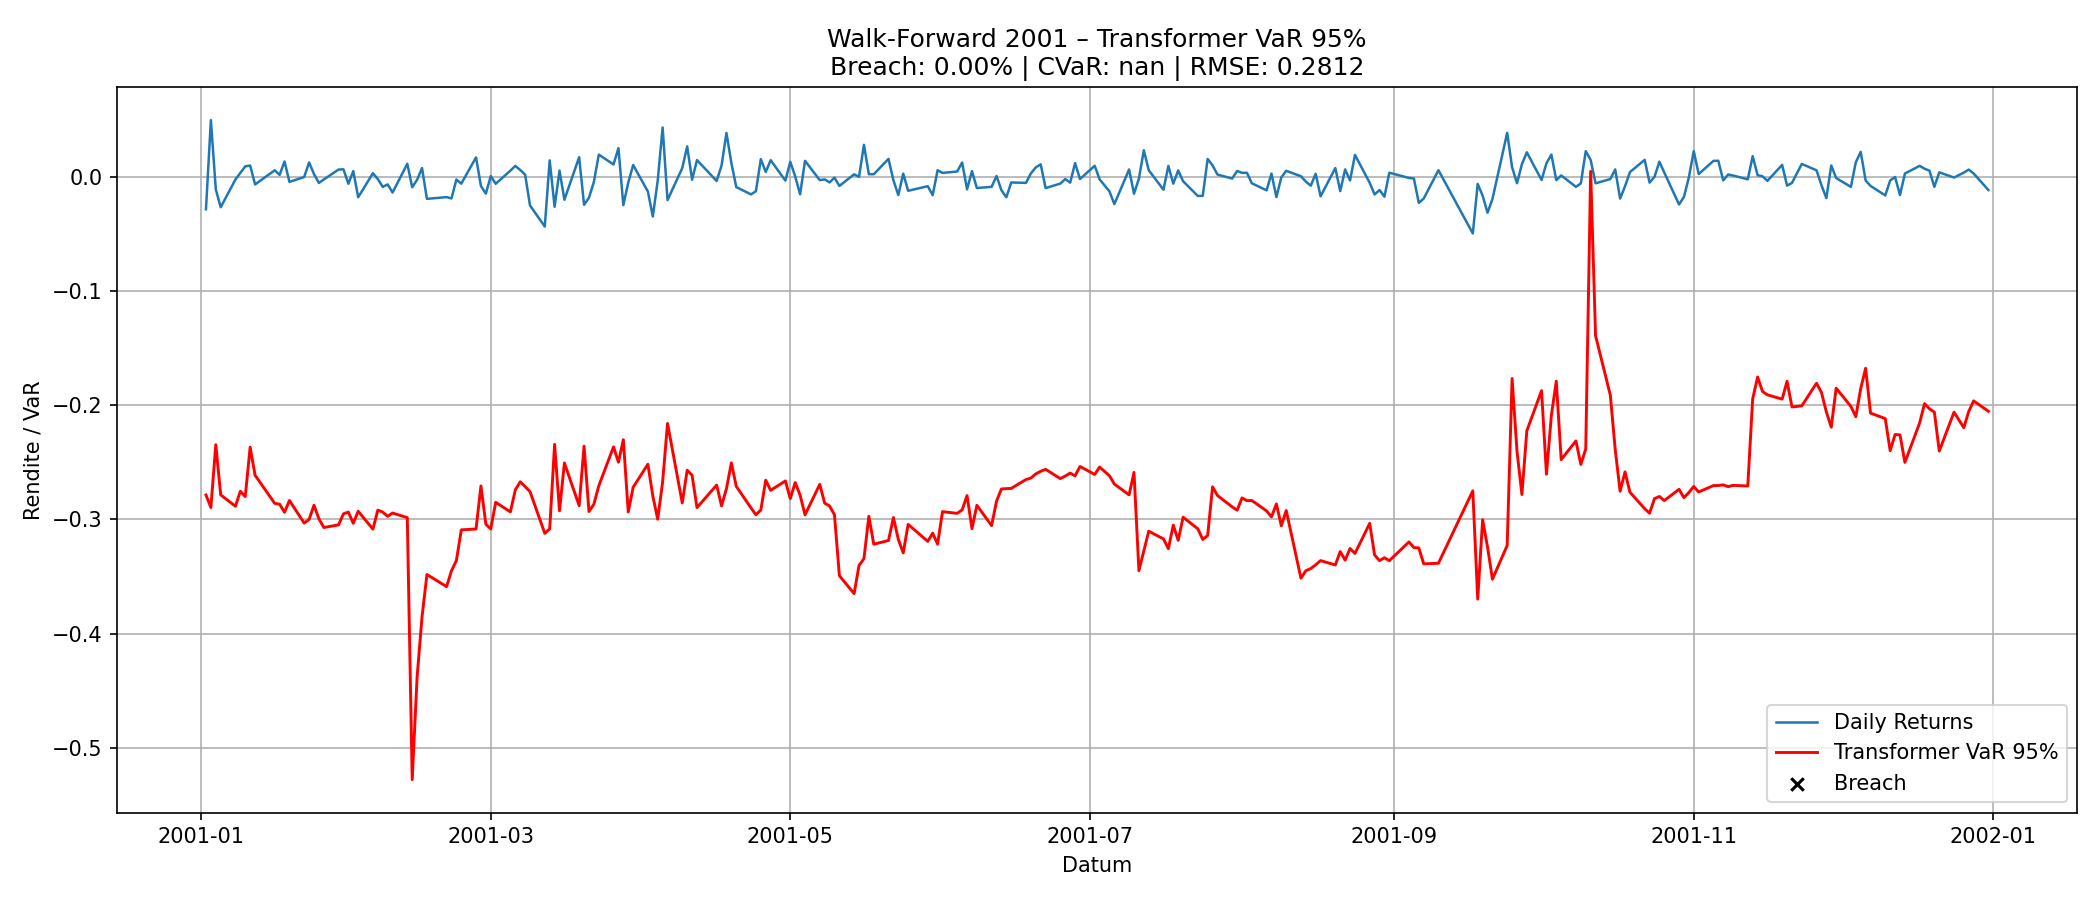 Walk-Forward 2001 – Transformer VaR 95%
Breach: 0.00% | CVaR: nan | RMSE: 0.2812
Rendite / VaR
0.0
−0.1
−0.2
−0.3
−0.4
−0.5
Daily Returns
Transformer VaR 95%
Breach
2001-01
2001-03
2001-05
2001-07
2001-09
2001-11
2002-01
Datum